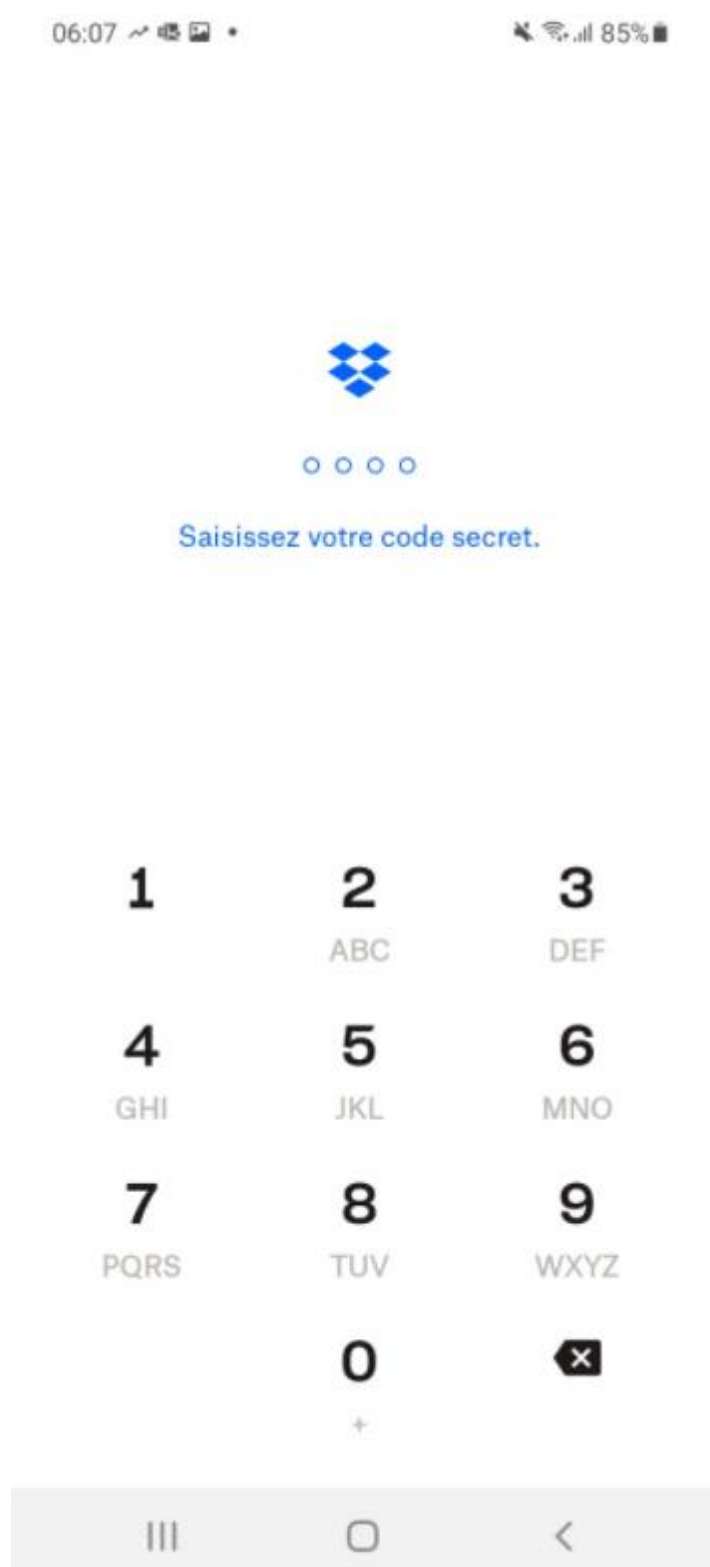 06:07 85%
Saisissez votre code secret.
1 2 3
ABC DEF
4 5 6
GHI JKL MNO
7 8 9
PQRS TUV WXYZ
0
+